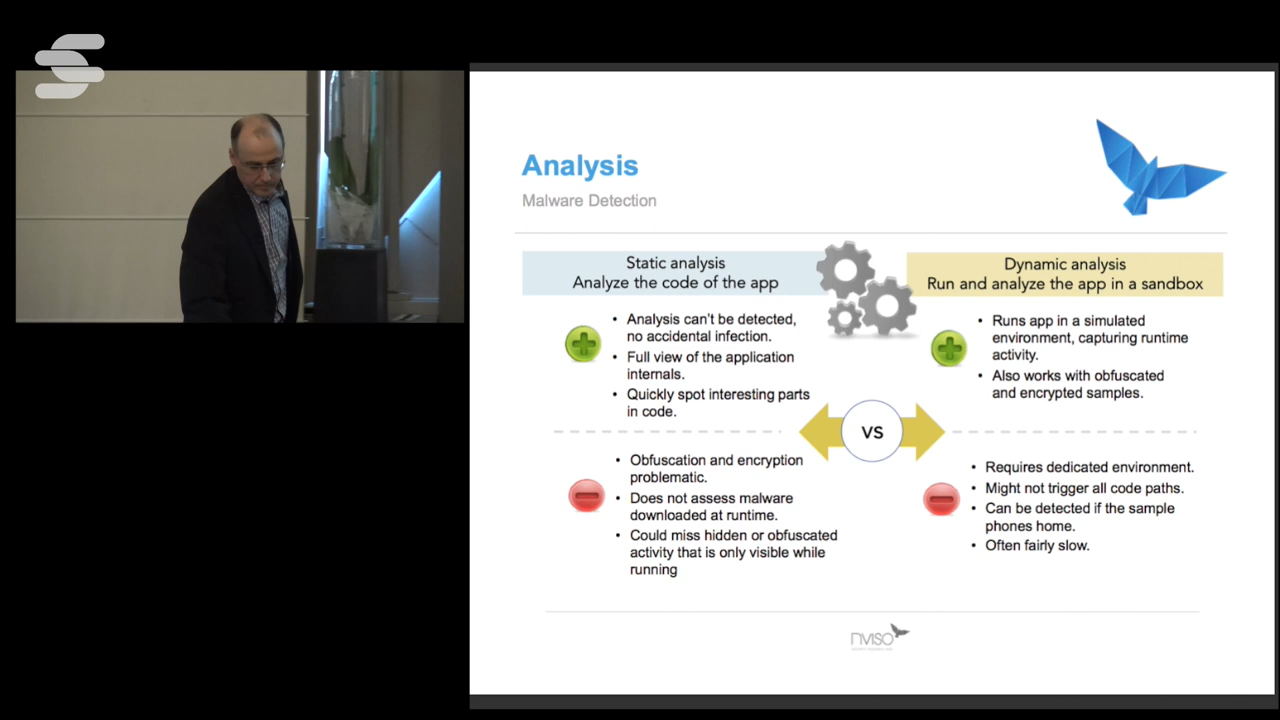 Analysis
Malware Detection
Static analysis
Analyze the code of the app
Dynamic analysis
Run and analyze the app in a sandbox
• Analysis can't be detected,
no accidental infection.
• Full view of the application
internals.
• Quickly spot interesting parts
in code.
• Runs app in a simulated
environment, capturing runtime
activity.
• Also works with obfuscated
and encrypted samples.
VS
• Obfuscation and encryption
problematic.
• Does not assess malware
downloaded at runtime.
• Could miss hidden or obfuscated
activity that is only visible while
running
• Requires dedicated environment.
• Might not trigger all code paths.
• Can be detected if the sample
phones home.
• Often fairly slow.
NVISO